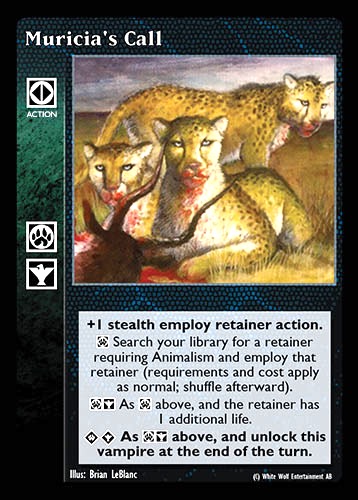 Muricia's Call
ACTION
+1 stealth employ retainer action.
Search your library for a retainer
requiring Animalism and employ that
retainer (requirements and cost apply
as normal; shuffle afterward).
As above, and the retainer has
1 additional life.
As above, and unlock this
vampire at the end of the turn.
Illus: Brian LeBlanc
(C) White Wolf Entertainment AB